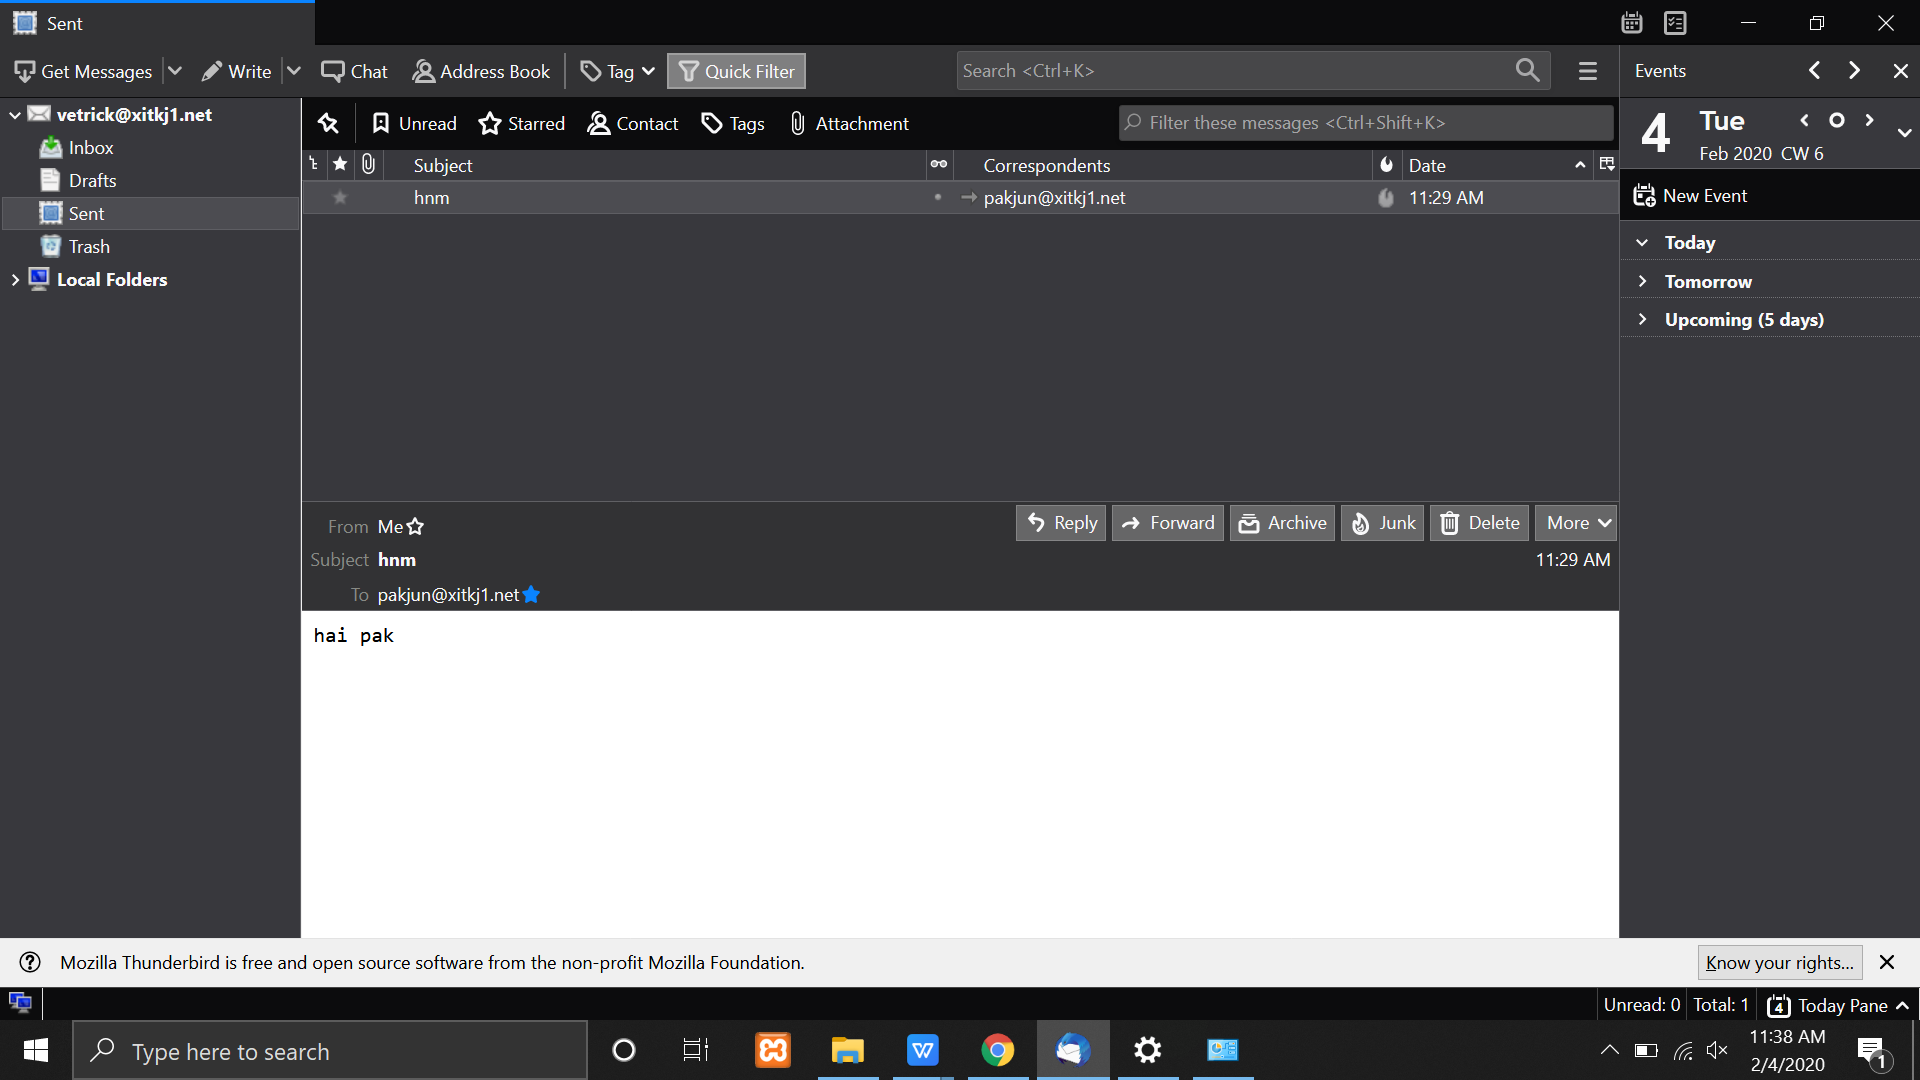 Sent
Get Messages Write Chat Address Book Tag Quick Filter Search <Ctrl+K> Events
vetrick@xitkj1.net
Inbox
Drafts
Sent
Trash
Local Folders
Unread Starred Contact Tags Attachment Filter these messages <Ctrl+Shift+K>
Subject Correspondents Date
hnm pakjun@xitkj1.net 11:29 AM
From Me Reply Forward Archive Junk Delete More
Subject hnm 11:29 AM
To pakjun@xitkj1.net
hai pak
4 Tue
Feb 2020 CW 6
New Event
Today
Tomorrow
Upcoming (5 days)
Mozilla Thunderbird is free and open source software from the non-profit Mozilla Foundation. Know your rights...
Unread: 0 Total: 1 4 Today Pane
Type here to search W 11:38 AM
2/4/2020 1